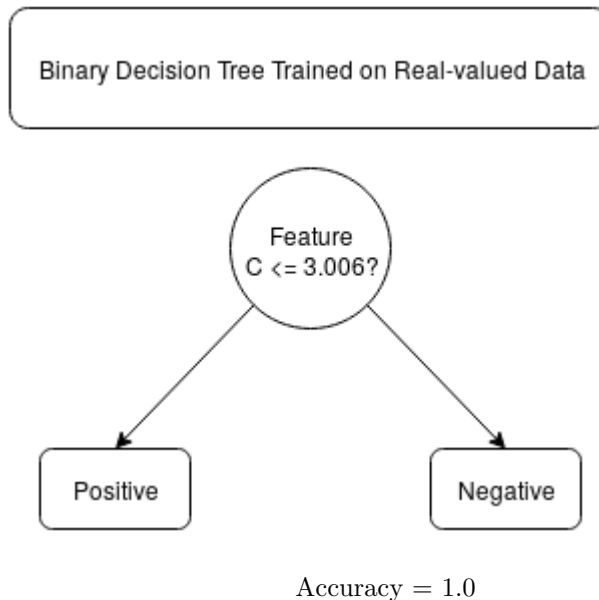 Binary Decision Tree Trained on Real-valued Data
Feature
C <= 3.006?
Positive
Negative
Accuracy = 1.0